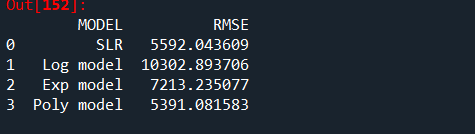 Out[152]:
MODEL RMSE
0 SLR 5592.043609
1 Log model 10302.893706
2 Exp model 7213.235077
3 Poly model 5391.081583